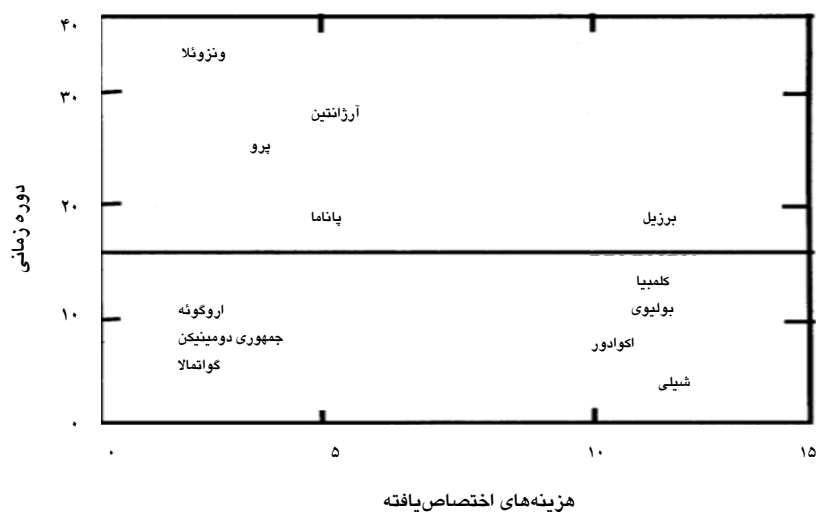 ۴۰
ونزوئلا
۳۰
آرژانتین
پرو
۲۰
پاناما
برزیل
کلمبیا
اروگوئه
بولیوی
۱۰
جمهوری دومینیکن
اکوادور
گواتمالا
شیلی
۰
۰
۵
۱۰
۱۵
دوره زمانی
هزینه‌های اختصاص‌یافته